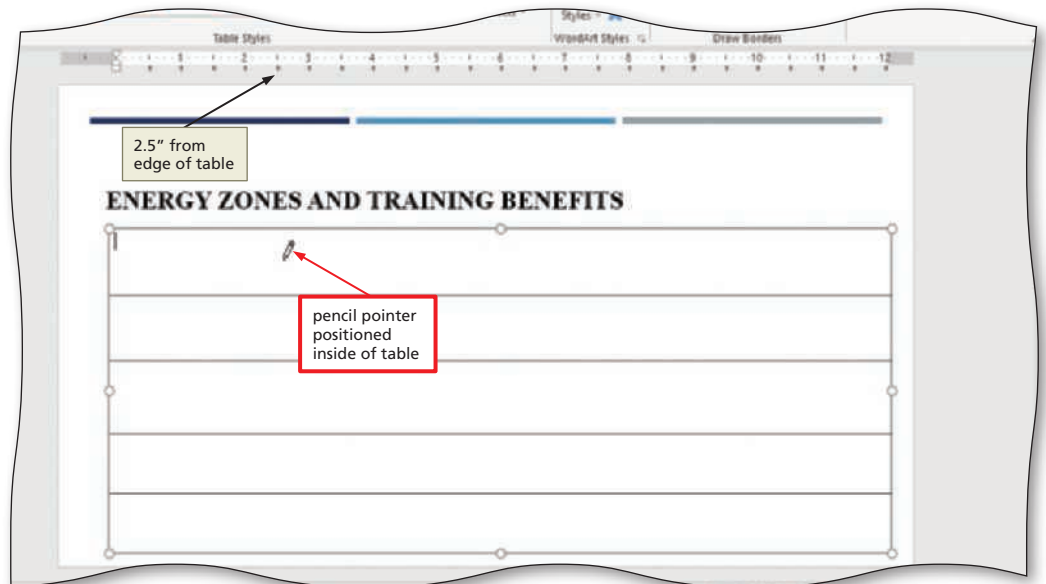 Styles
Table Styles
WordArt Styles
Draw Borders
1 2 3 4 5 6 7 8 9 10 11 12
2.5" from
edge of table
ENERGY ZONES AND TRAINING BENEFITS
pencil pointer
positioned
inside of table